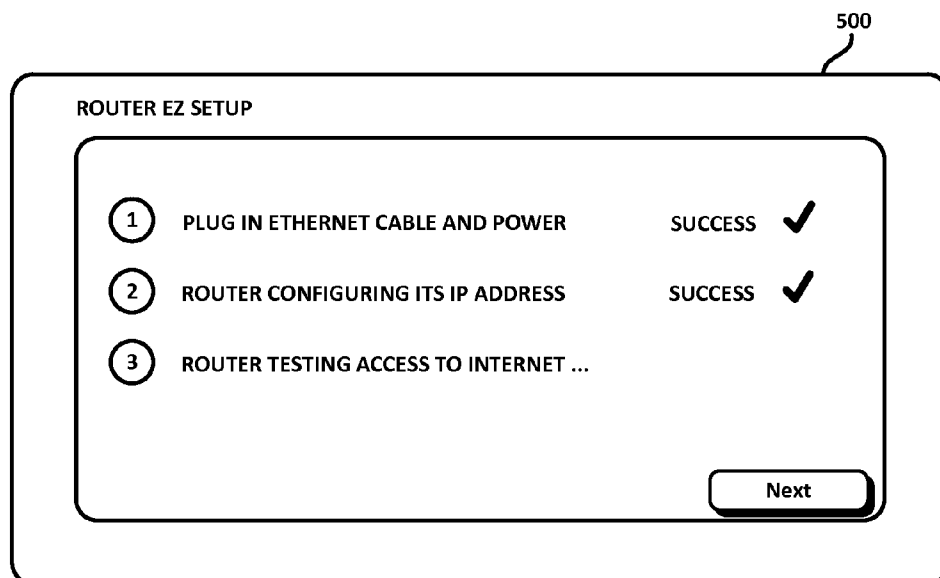 500
ROUTER EZ SETUP
1 PLUG IN ETHERNET CABLE AND POWER SUCCESS
2 ROUTER CONFIGURING ITS IP ADDRESS SUCCESS
3 ROUTER TESTING ACCESS TO INTERNET ...
Next